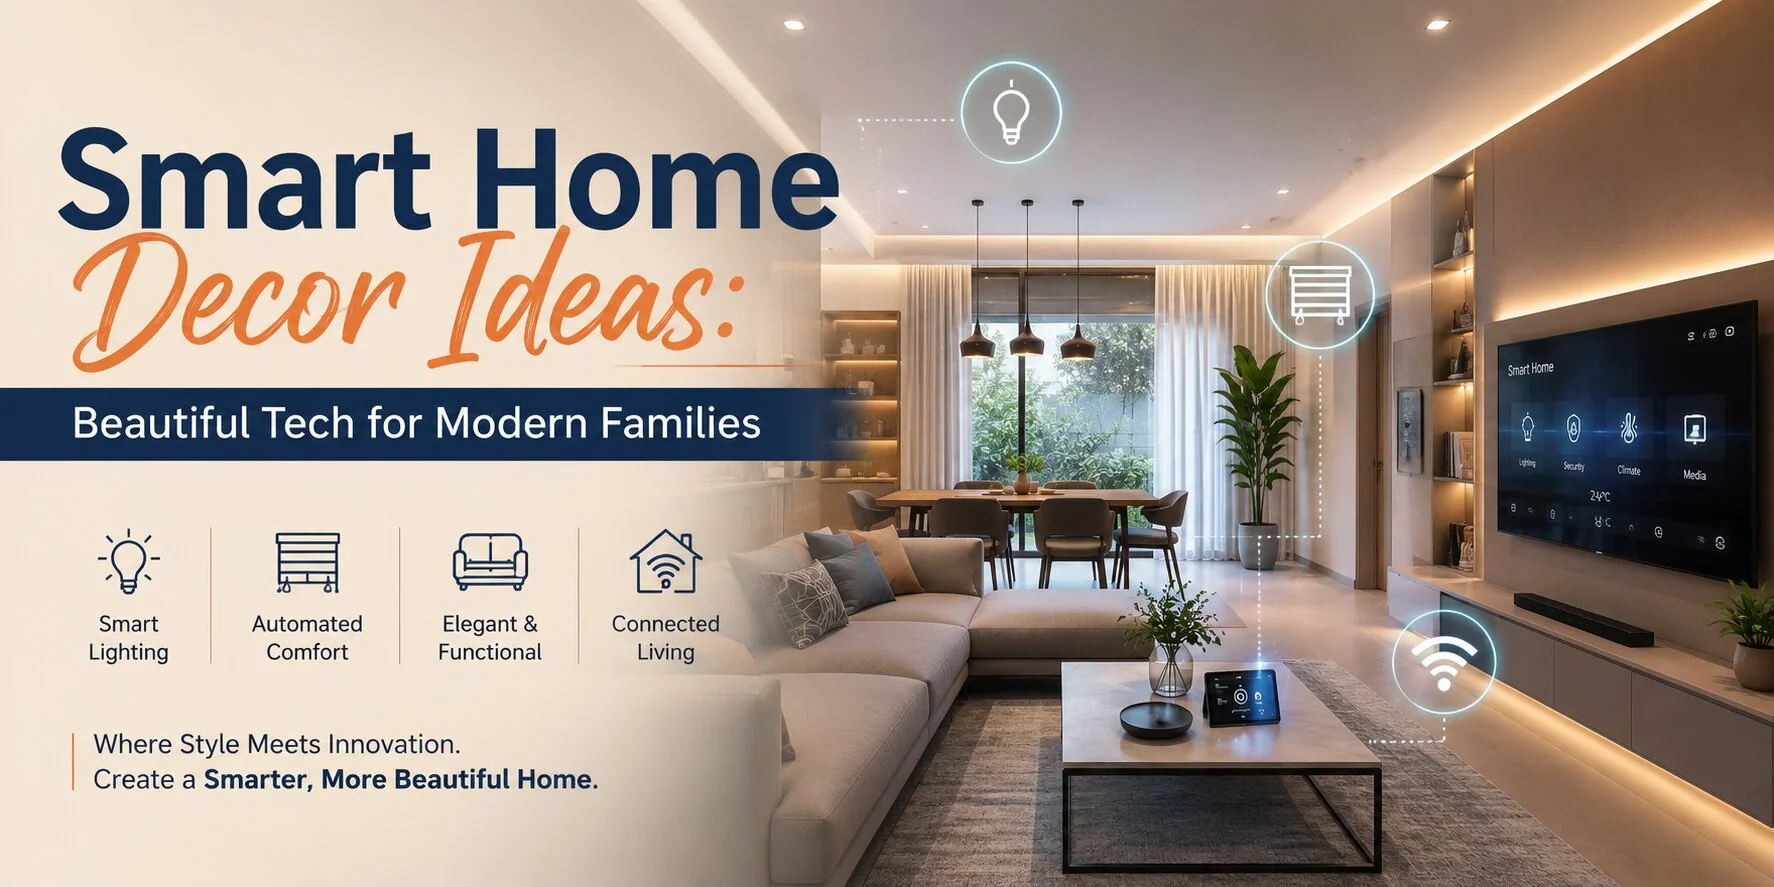 Smart Home
Decor Ideas:
Beautiful Tech for Modern Families
Smart
Lighting
Automated
Comfort
Elegant &
Functional
Connected
Living
Where Style Meets Innovation.
Create a Smarter, More Beautiful Home.
Smart Home
Lighting
Security
Climate
Media
24°C